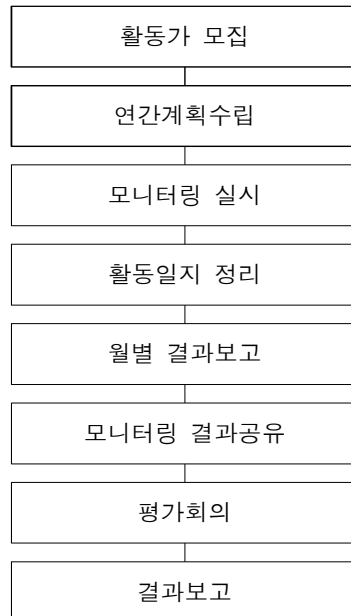 활동가 모집
연간계획수립
모니터링 실시
활동일지 정리
월별 결과보고
모니터링 결과공유
평가회의
결과보고